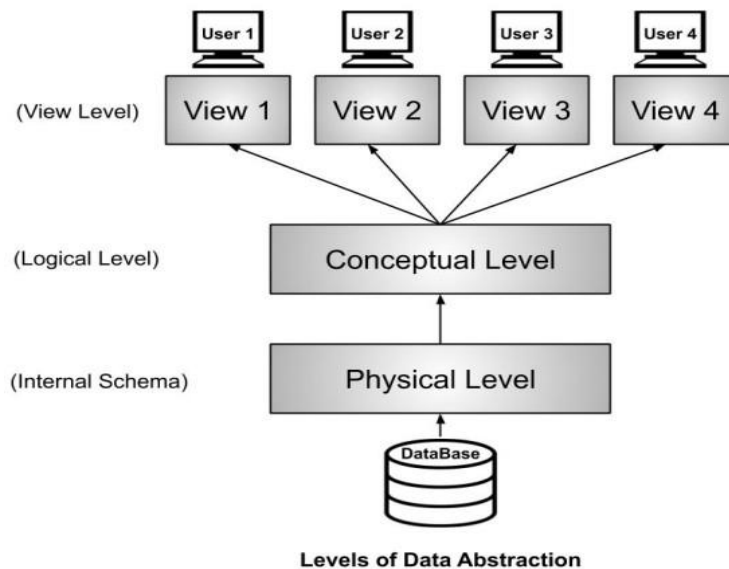 User 1 User 2 User 3 User 4
(View Level) View 1 View 2 View 3 View 4
(Logical Level) Conceptual Level
(Internal Schema) Physical Level
DataBase
Levels of Data Abstraction